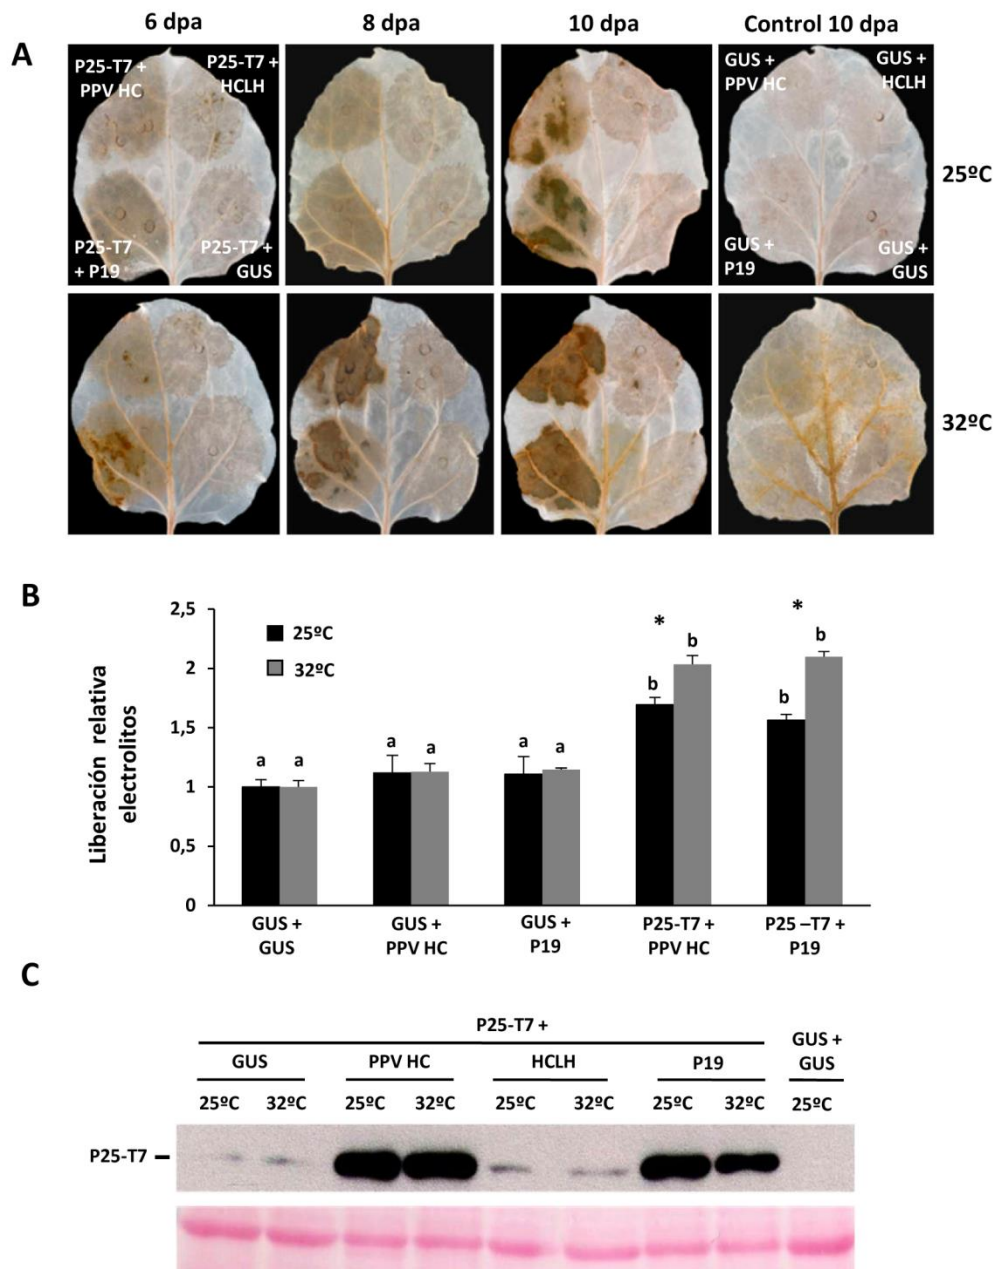 6 dpa
8 dpa
10 dpa
Control 10 dpa
A
P25-T7 +
PPV HC
P25-T7 +
HCLH
P25-T7
+ P19
P25-T7 +
GUS
GUS +
PPV HC
GUS +
HCLH
GUS +
P19
GUS +
GUS
25ºC
32ºC
B
Liberación relativa
electrolitos
2,5
2
1,5
1
0,5
0
25ºC
32ºC
a
a
a
a
a
a
b
*
b
b
*
b
GUS +
GUS
GUS +
PPV HC
GUS +
P19
P25-T7 +
PPV HC
P25 –T7 +
P19
C
P25-T7 +
GUS
PPV HC
HCLH
P19
GUS +
GUS
25ºC
32ºC
25ºC
32ºC
25ºC
32ºC
25ºC
32ºC
25ºC
P25-T7